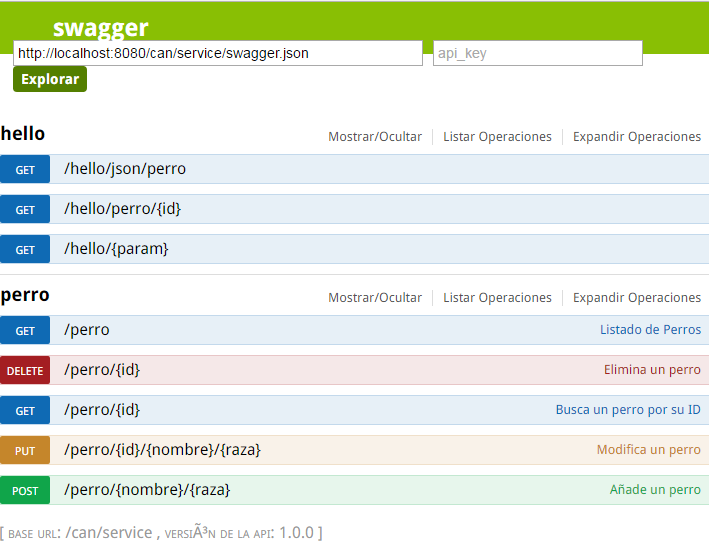 swagger
http://localhost:8080/can/service/swagger.json api_key
Explorar
hello Mostrar/Ocultar Listar Operaciones Expandir Operaciones
GET /hello/json/perro
GET /hello/perro/{id}
GET /hello/{param}
perro Mostrar/Ocultar Listar Operaciones Expandir Operaciones
GET /perro Listado de Perros
DELETE /perro/{id} Elimina un perro
GET /perro/{id} Busca un perro por su ID
PUT /perro/{id}/{nombre}/{raza} Modifica un perro
POST /perro/{nombre}/{raza} Añade un perro
[ BASE URL: /can/service , VERSIÃ³N DE LA API: 1.0.0 ]